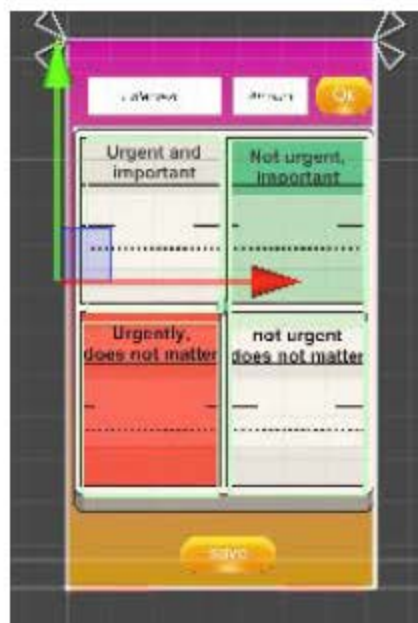 Ok
Urgent and
important
Not urgent,
important
Urgently,
does not matter
not urgent
does not matter
save